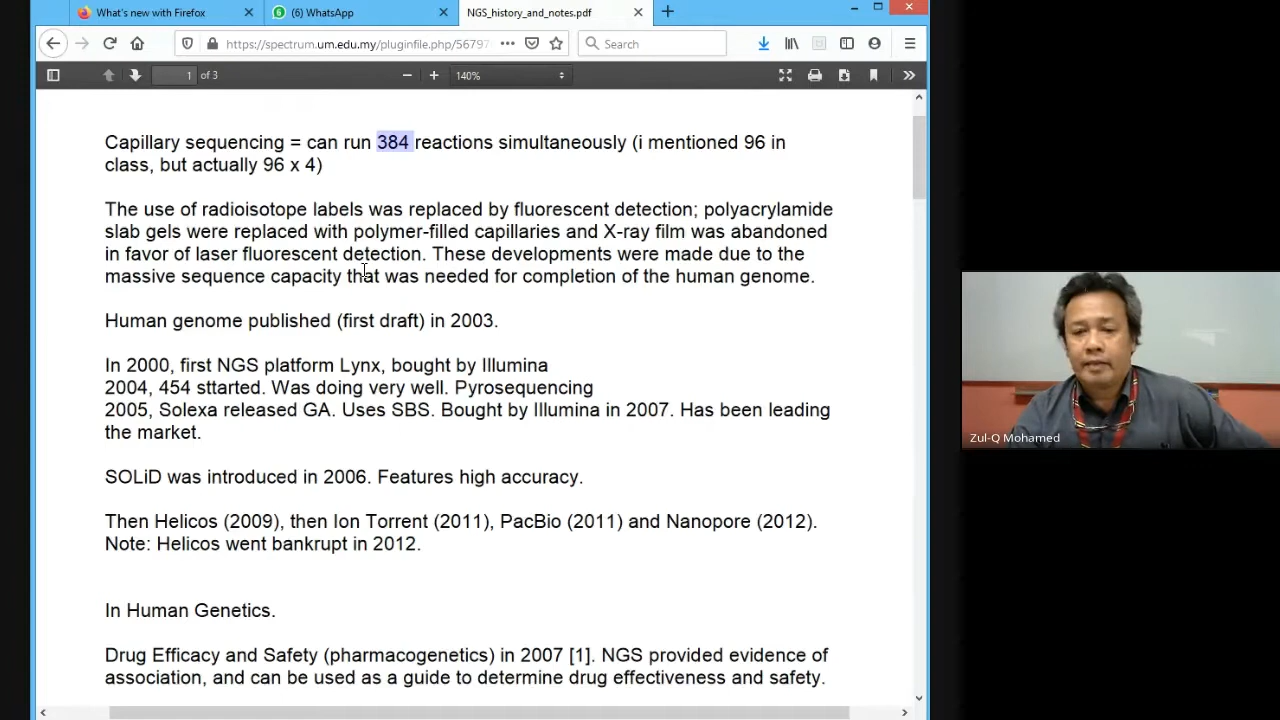 What's new with Firefox
(6) WhatsApp
NGS_history_and_notes.pdf
https://spectrum.um.edu.my/pluginfile.php/56797
Search
1 of 3
140%
Capillary sequencing = can run 384 reactions simultaneously (i mentioned 96 in
class, but actually 96 x 4)
The use of radioisotope labels was replaced by fluorescent detection; polyacrylamide
slab gels were replaced with polymer-filled capillaries and X-ray film was abandoned
in favor of laser fluorescent detection. These developments were made due to the
massive sequence capacity that was needed for completion of the human genome.
Human genome published (first draft) in 2003.
In 2000, first NGS platform Lynx, bought by Illumina
2004, 454 sttarted. Was doing very well. Pyrosequencing
2005, Solexa released GA. Uses SBS. Bought by Illumina in 2007. Has been leading
the market.
SOLiD was introduced in 2006. Features high accuracy.
Then Helicos (2009), then Ion Torrent (2011), PacBio (2011) and Nanopore (2012).
Note: Helicos went bankrupt in 2012.
In Human Genetics.
Drug Efficacy and Safety (pharmacogenetics) in 2007 [1]. NGS provided evidence of
association, and can be used as a guide to determine drug effectiveness and safety.
Zul-Q Mohamed